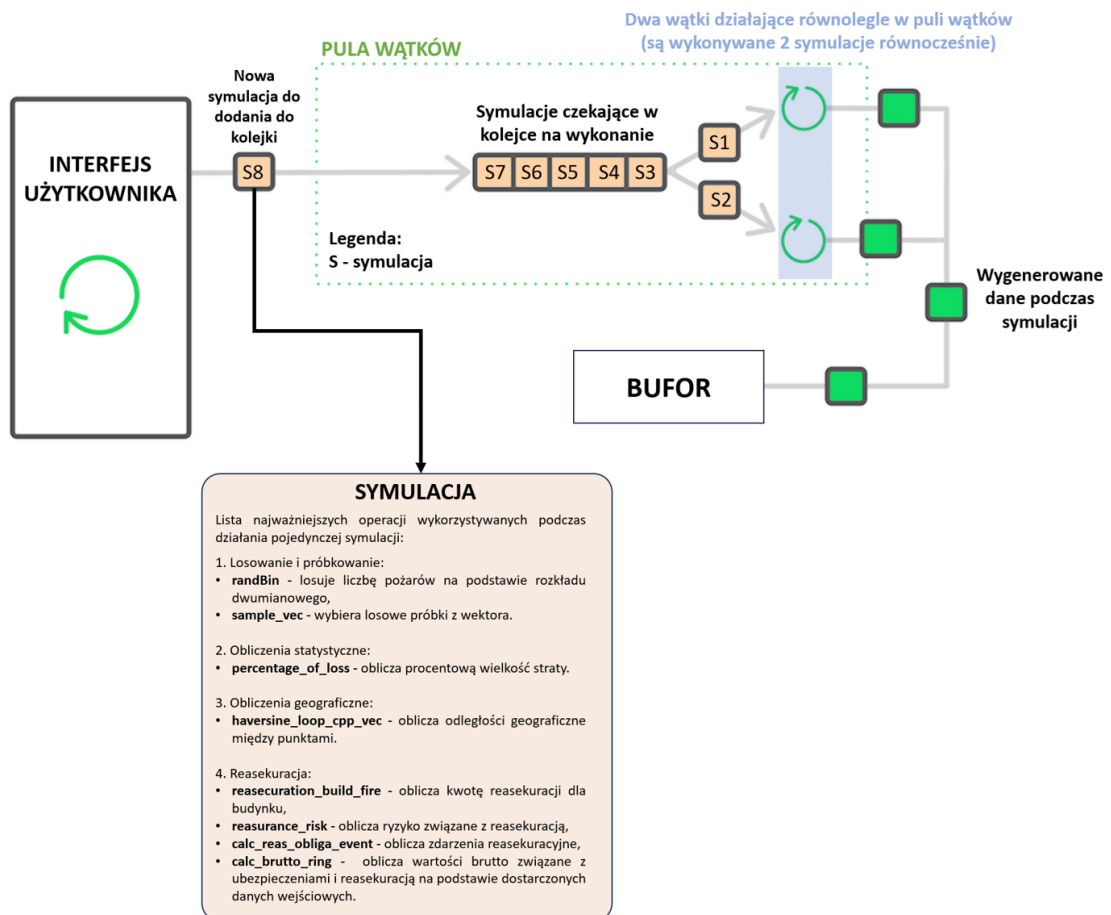 Dwa wątki działające równolegle w puli wątków
(są wykonywane 2 symulacje równocześnie)
PULA WĄTKÓW
Nowa
symulacja do
dodania do
kolejki
Symulacje czekające w
kolejce na wykonanie
INTERFEJS
UŻYTKOWNIKA
S8
S7 S6 S5 S4 S3
S1
S2
Legenda:
S - symulacja
Wygenerowane
dane podczas
symulacji
BUFOR
SYMULACJA
Lista najważniejszych operacji wykorzystywanych podczas
działania pojedynczej symulacji:
1. Losowanie i próbkowanie:
• randBin - losuje liczbę pożarów na podstawie rozkładu
dwumianowego,
• sample_vec - wybiera losowe próbki z wektora.
2. Obliczenia statystyczne:
• percentage_of_loss - oblicza procentową wielkość straty.
3. Obliczenia geograficzne:
• haversine_loop_cpp_vec - oblicza odległości geograficzne
między punktami.
4. Reasekuracja:
• reasecuration_build_fire - oblicza kwotę reasekuracji dla
budynku,
• reasurance_risk - oblicza ryzyko związane z reasekuracją,
• calc_reas_obliga_event - oblicza zdarzenia reasekuracyjne,
• calc_brutto_ring - oblicza wartości brutto związane z
ubezpieczeniami i reasekuracją na podstawie dostarczonych
danych wejściowych.